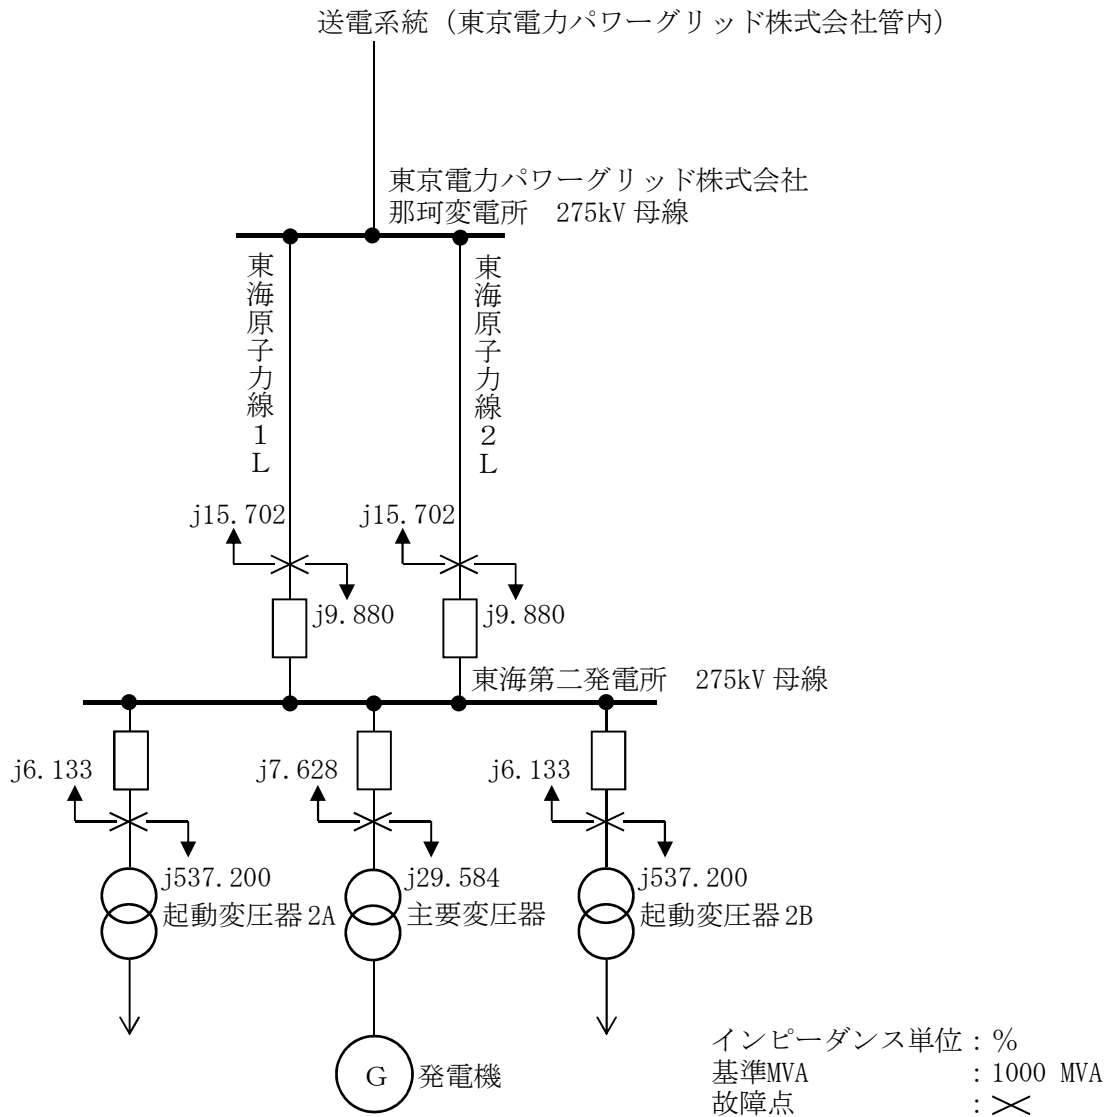 送電系統（東京電力パワーグリッド株式会社管内）
東京電力パワーグリッド株式会社
那珂変電所　275kV 母線
東海原子力線１L
東海原子力線２L
j15.702
j15.702
j9.880
j9.880
東海第二発電所　275kV 母線
j6.133
j7.628
j6.133
j537.200
起動変圧器 2A
j29.584
主要変圧器
j537.200
起動変圧器 2B
G
発電機
インピーダンス単位：%
基準MVA　：1000 MVA
故障点　：